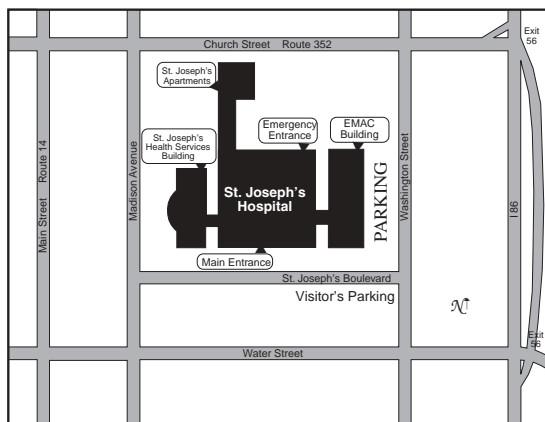 Church Street Route 352
Exit
56
St. Joseph's
Apartments
Emergency
Entrance
EMAC
Building
St. Joseph's
Health Services
Building
Main Street Route 14
Madison Avenue
St. Joseph's
Hospital
PARKING
Washington Street
I 86
Main Entrance
St. Joseph's Boulevard
Visitor's Parking
N
Exit
56
Water Street